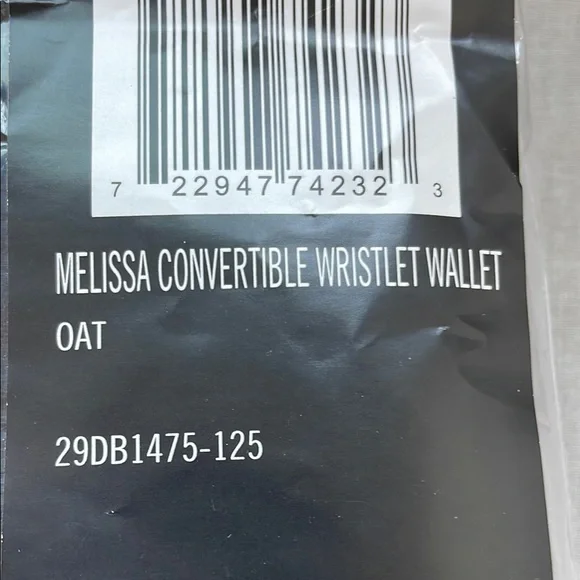 7 22947 74232 3
MELISSA CONVERTIBLE WRISTLET WALLET
OAT
29DB1475-125